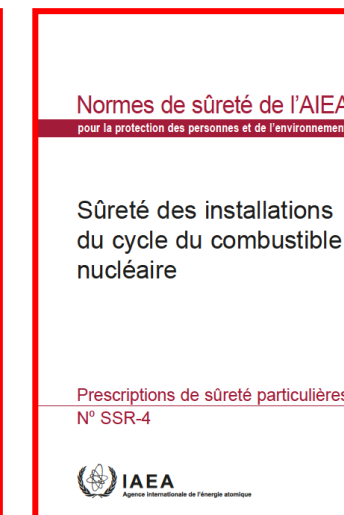 Normes de sûreté de l'AIEA
pour la protection des personnes et de l'environnement
Sûreté des installations
du cycle du combustible
nucléaire
Prescriptions de sûreté particulières
N° SSR-4
IAEA
Agence internationale de l'énergie atomique